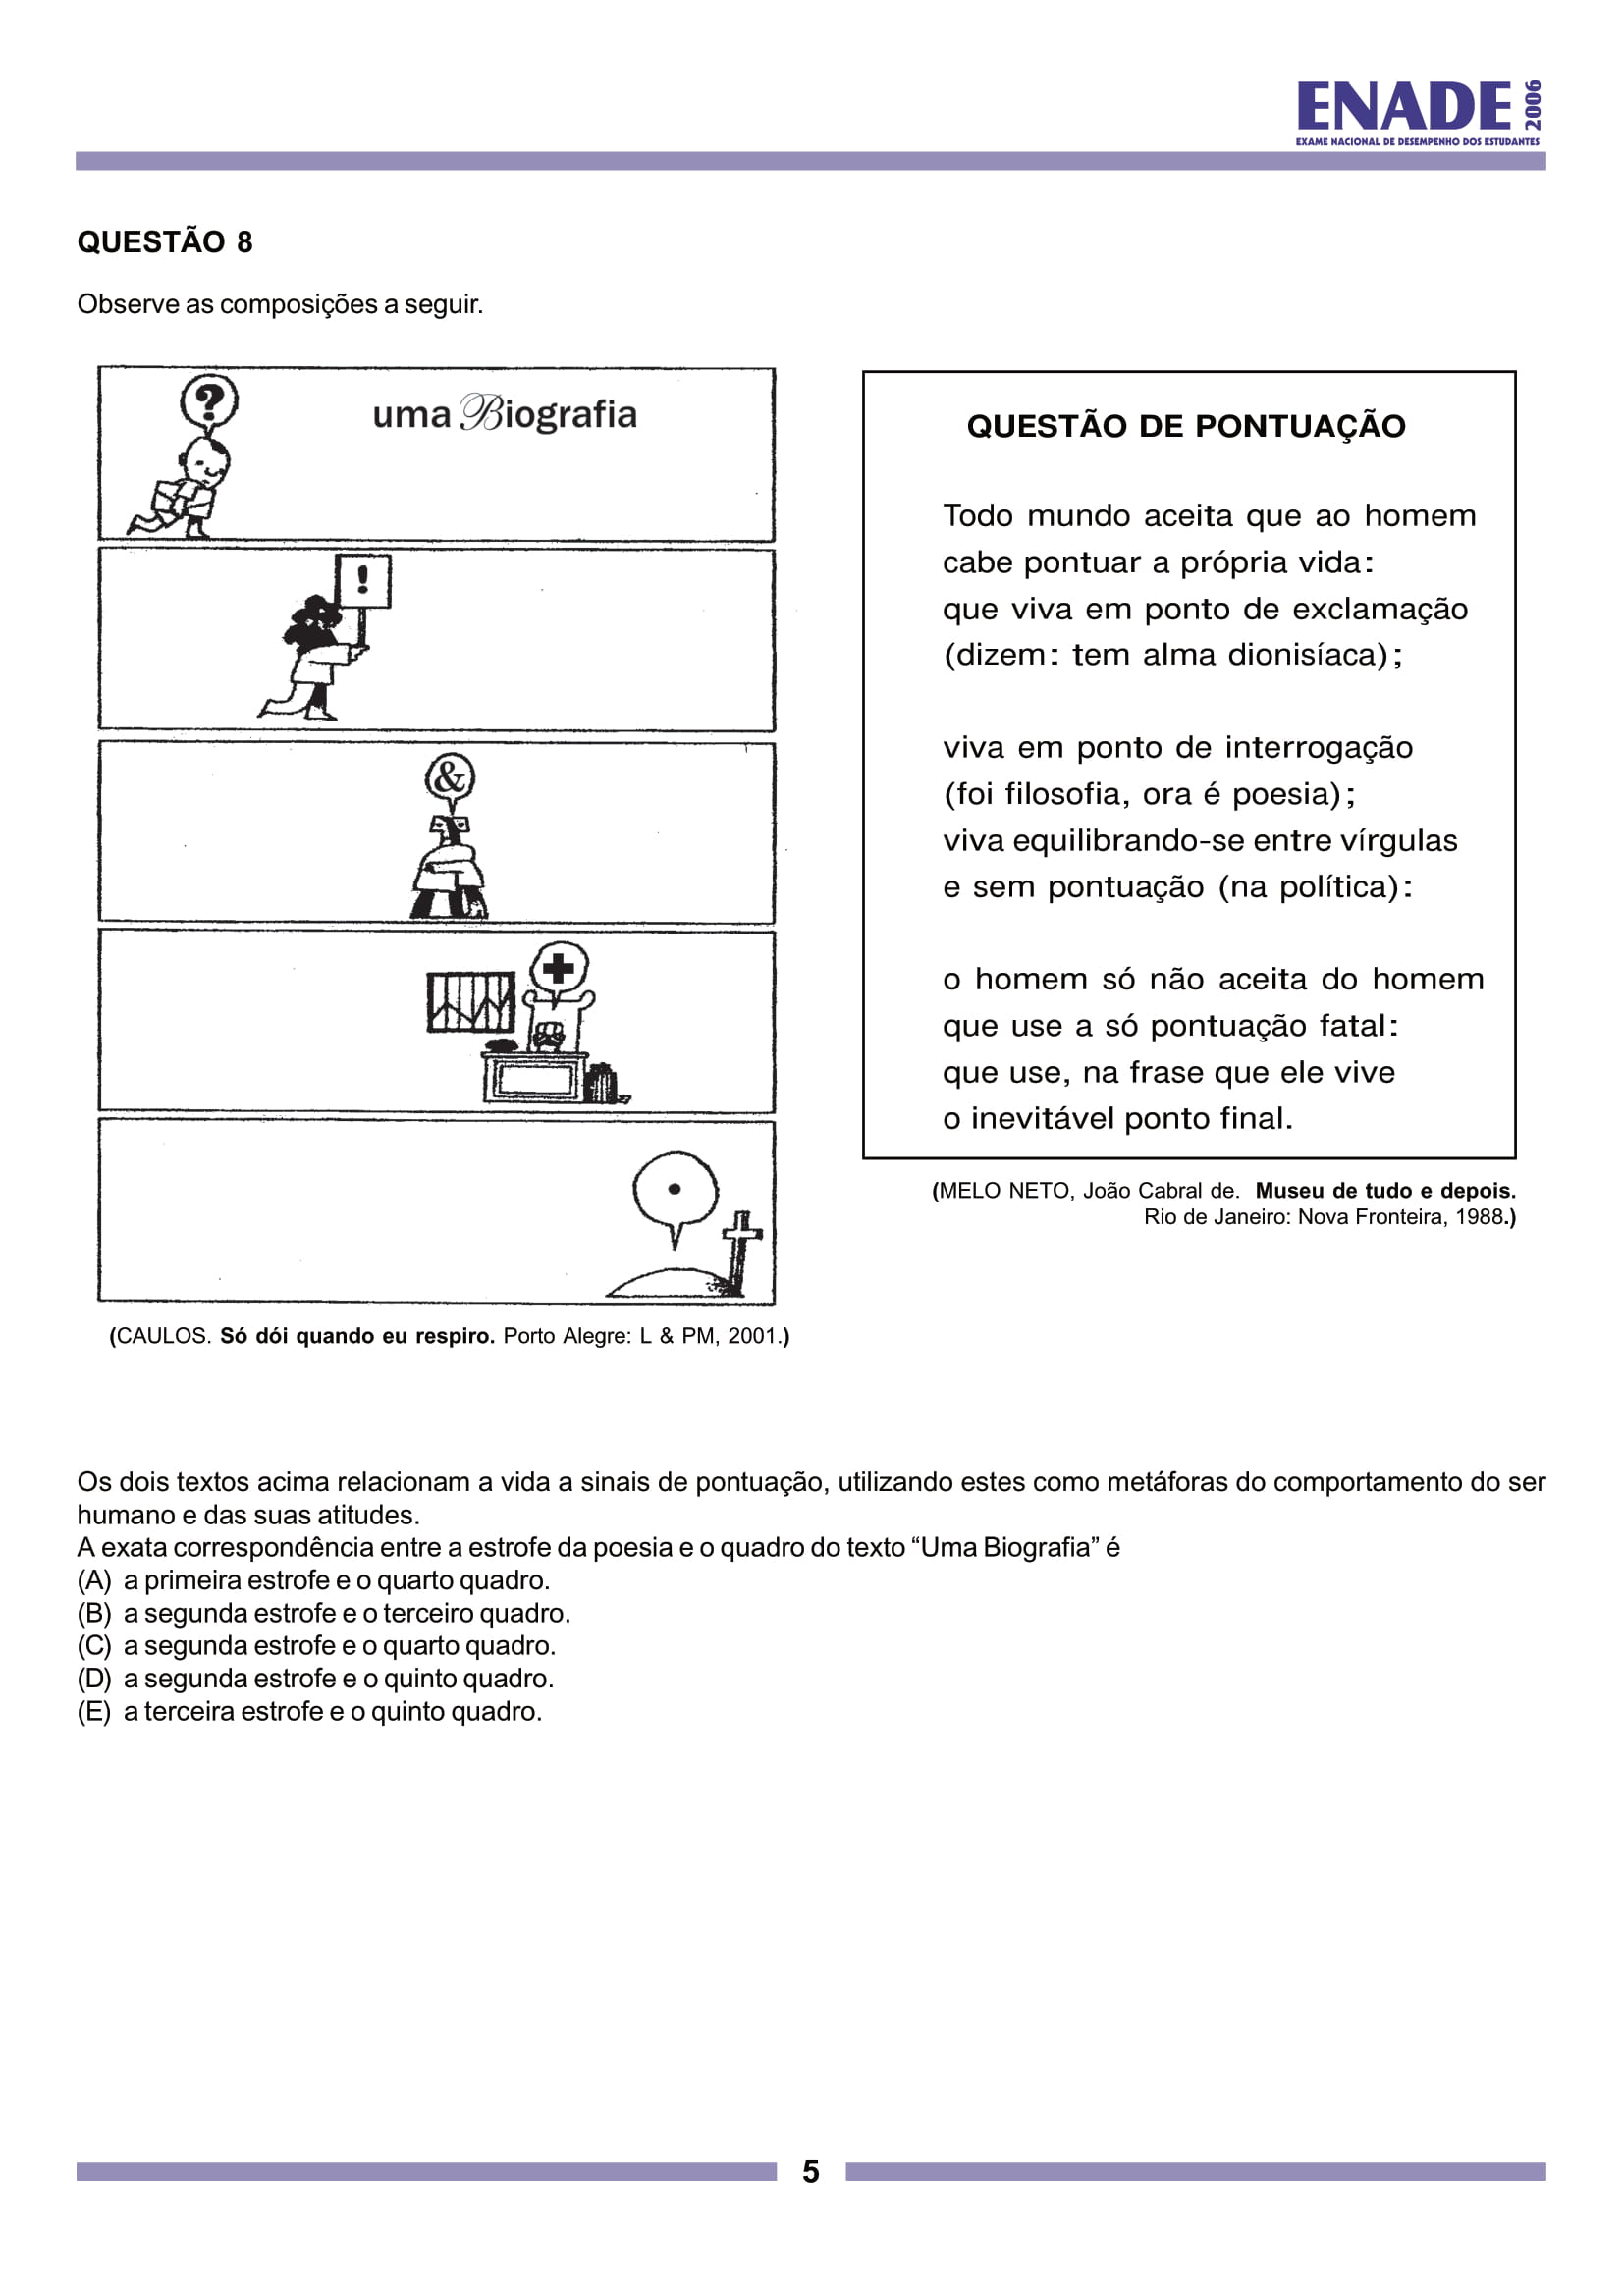 ENADE 2006
EXAME NACIONAL DE DESEMPENHO DOS ESTUDANTES
QUESTÃO 8
Observe as composições a seguir.
?
uma Biografia
!
&
+
.
(CAULOS. Só dói quando eu respiro. Porto Alegre: L & PM, 2001.)
QUESTÃO DE PONTUAÇÃO
Todo mundo aceita que ao homem
cabe pontuar a própria vida:
que viva em ponto de exclamação
(dizem: tem alma dionisíaca);
viva em ponto de interrogação
(foi filosofia, ora é poesia);
viva equilibrando-se entre vírgulas
e sem pontuação (na política):
o homem só não aceita do homem
que use a só pontuação fatal:
que use, na frase que ele vive
o inevitável ponto final.
(MELO NETO, João Cabral de. Museu de tudo e depois.
Rio de Janeiro: Nova Fronteira, 1988.)
Os dois textos acima relacionam a vida a sinais de pontuação, utilizando estes como metáforas do comportamento do ser
humano e das suas atitudes.
A exata correspondência entre a estrofe da poesia e o quadro do texto “Uma Biografia” é
(A) a primeira estrofe e o quarto quadro.
(B) a segunda estrofe e o terceiro quadro.
(C) a segunda estrofe e o quarto quadro.
(D) a segunda estrofe e o quinto quadro.
(E) a terceira estrofe e o quinto quadro.
5